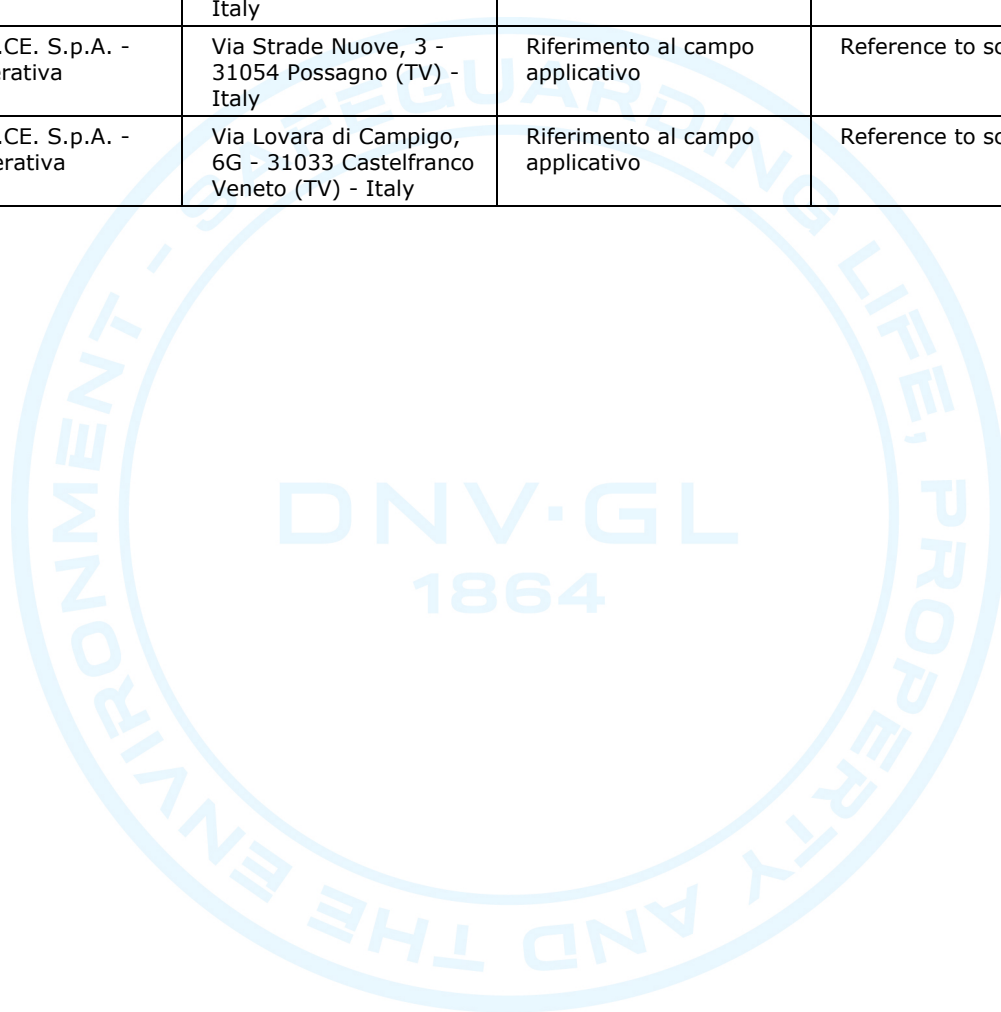 Italy
.CE. S.p.A. -
erativa
Via Strade Nuove, 3 -
31054 Possagno (TV) -
Italy
Riferimento al campo
applicativo
Reference to sc
.CE. S.p.A. -
erativa
Via Lovara di Campigo,
6G - 31033 Castelfranco
Veneto (TV) - Italy
Riferimento al campo
applicativo
Reference to sc
SAFEGUARDING LIFE, PROPERTY AND THE ENVIRONMENT -
DNV·GL
1864